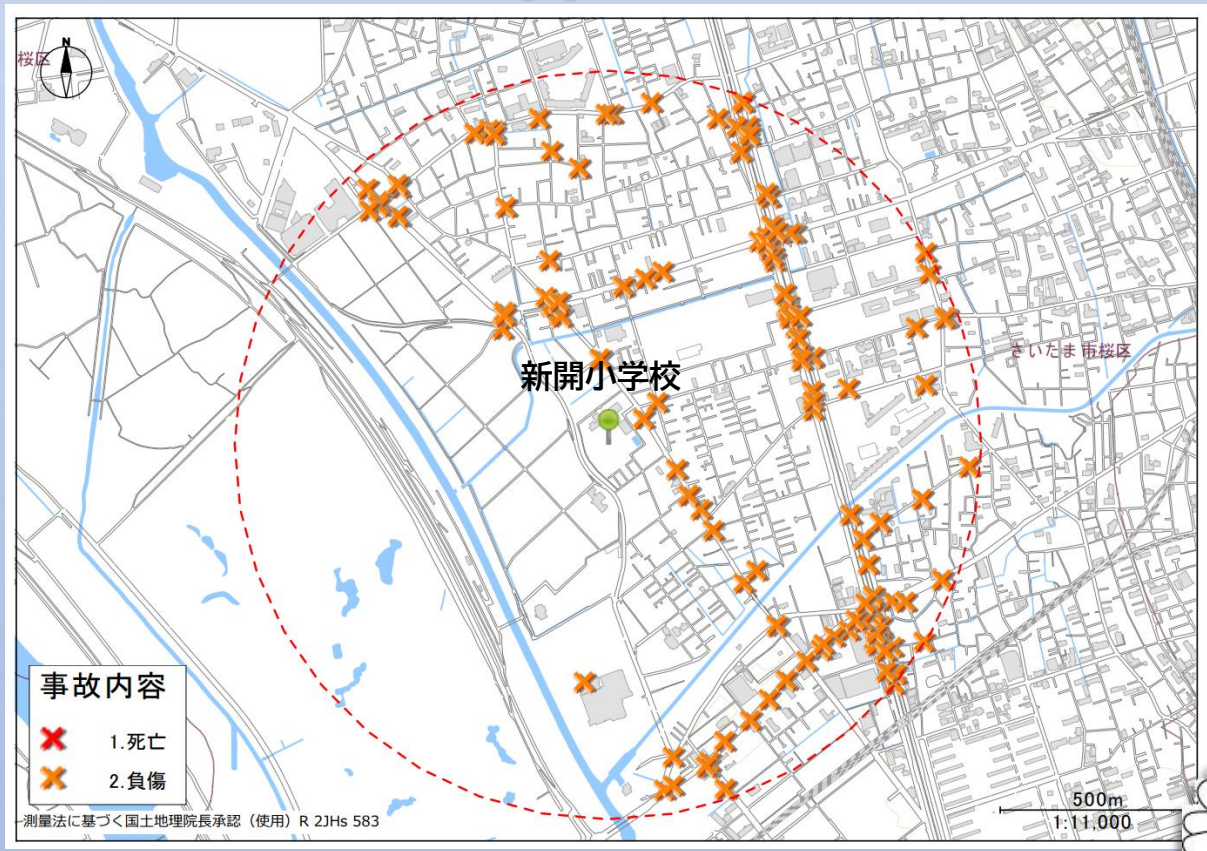 桜区
N
新開小学校
さいたま市桜区
事故内容
1.死亡
2.負傷
測量法に基づく国土地理院長承認（使用）R 2JHs 583
500m
1:11,000